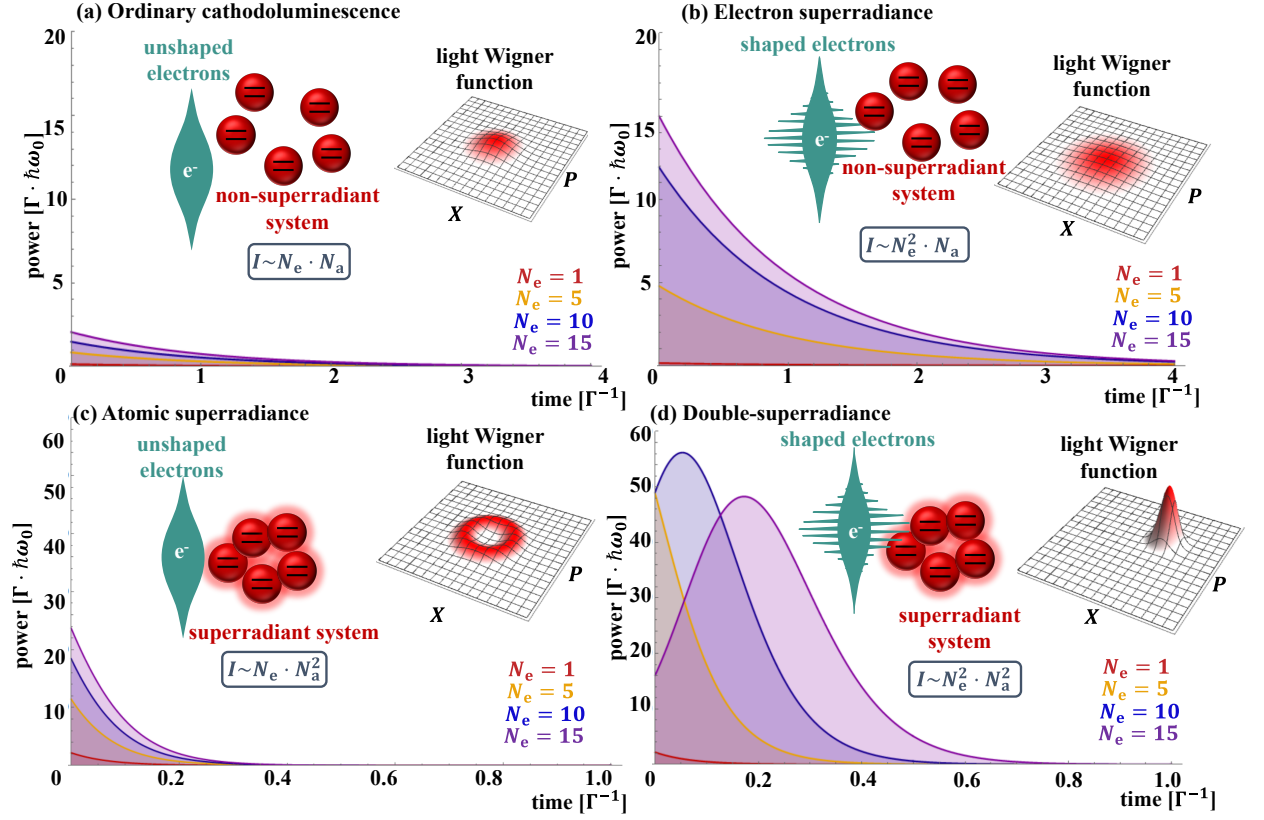 (a) Ordinary cathodoluminescence
20
15
10
5
0
1
2
3
4
power [Γ · ℏω₀]
time [Γ⁻¹]
unshaped
electrons
e⁻
non-superradiant
system
I~Nₑ · Nₐ
light Wigner
function
X
P
Nₑ = 1
Nₑ = 5
Nₑ = 10
Nₑ = 15
(b) Electron superradiance
20
15
10
5
0
1
2
3
4
power [Γ · ℏω₀]
time [Γ⁻¹]
shaped electrons
e⁻
non-superradiant
system
I~Nₑ² · Nₐ
light Wigner
function
X
P
Nₑ = 1
Nₑ = 5
Nₑ = 10
Nₑ = 15
(c) Atomic superradiance
60
50
40
30
20
10
0
0.2
0.4
0.6
0.8
1.0
power [Γ · ℏω₀]
time [Γ⁻¹]
unshaped
electrons
e⁻
superradiant system
I~Nₑ · Nₐ²
light Wigner
function
X
P
Nₑ = 1
Nₑ = 5
Nₑ = 10
Nₑ = 15
(d) Double-superradiance
60
50
40
30
20
10
0
0.2
0.4
0.6
0.8
1.0
power [Γ · ℏω₀]
time [Γ⁻¹]
shaped electrons
e⁻
superradiant
system
I~Nₑ² · Nₐ²
light Wigner
function
X
P
Nₑ = 1
Nₑ = 5
Nₑ = 10
Nₑ = 15